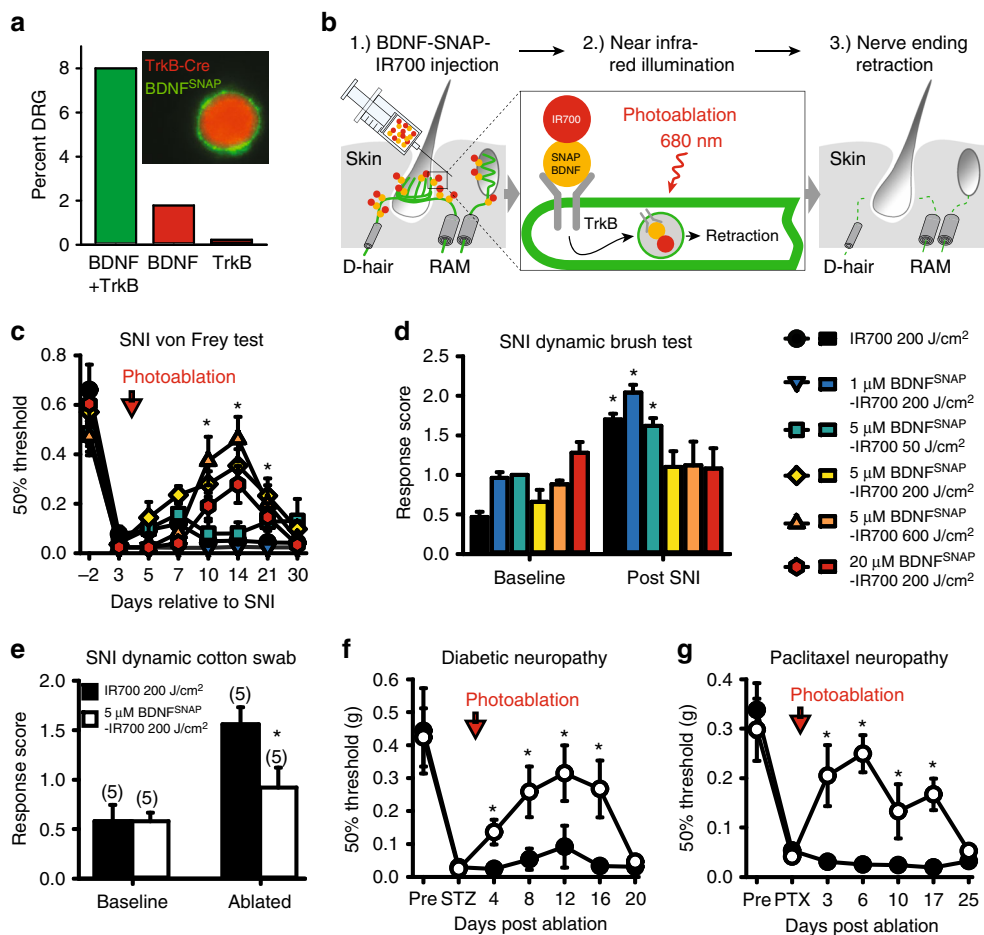 a
Percent DRG
8
6
4
2
0
TrkB-Cre
BDNF^SNAP
BDNF
+TrkB
BDNF
TrkB
b
1.) BDNF-SNAP-
IR700 injection
2.) Near infra-
red illumination
3.) Nerve ending
retraction
Skin
D-hair
RAM
IR700
SNAP
BDNF
Photoablation
680 nm
TrkB
Retraction
Skin
D-hair
RAM
c
SNI von Frey test
Photoablation
50% threshold
0.8
0.6
0.4
0.2
0.0
* * *
–2 3 5 7 10 14 21 30
Days relative to SNI
d
SNI dynamic brush test
Response score
2.5
2.0
1.5
1.0
0.5
0.0
* * *
Baseline
Post SNI
IR700 200 J/cm²
1 μM BDNF^SNAP
-IR700 200 J/cm²
5 μM BDNF^SNAP
-IR700 50 J/cm²
5 μM BDNF^SNAP
-IR700 200 J/cm²
5 μM BDNF^SNAP
-IR700 600 J/cm²
20 μM BDNF^SNAP
-IR700 200 J/cm²
e
SNI dynamic cotton swab
IR700 200 J/cm²
5 μM BDNF^SNAP
-IR700 200 J/cm²
Response score
2.0
1.5
1.0
0.5
0.0
(5) (5)
(5)
*
(5)
Baseline
Ablated
f
Diabetic neuropathy
Photoablation
50% threshold (g)
0.6
0.5
0.4
0.3
0.2
0.1
0.0
* * * *
Pre STZ 4 8 12 16 20
Days post ablation
g
Paclitaxel neuropathy
Photoablation
50% threshold (g)
0.4
0.3
0.2
0.1
0.0
* * * *
Pre PTX 3 6 10 17 25
Days post ablation